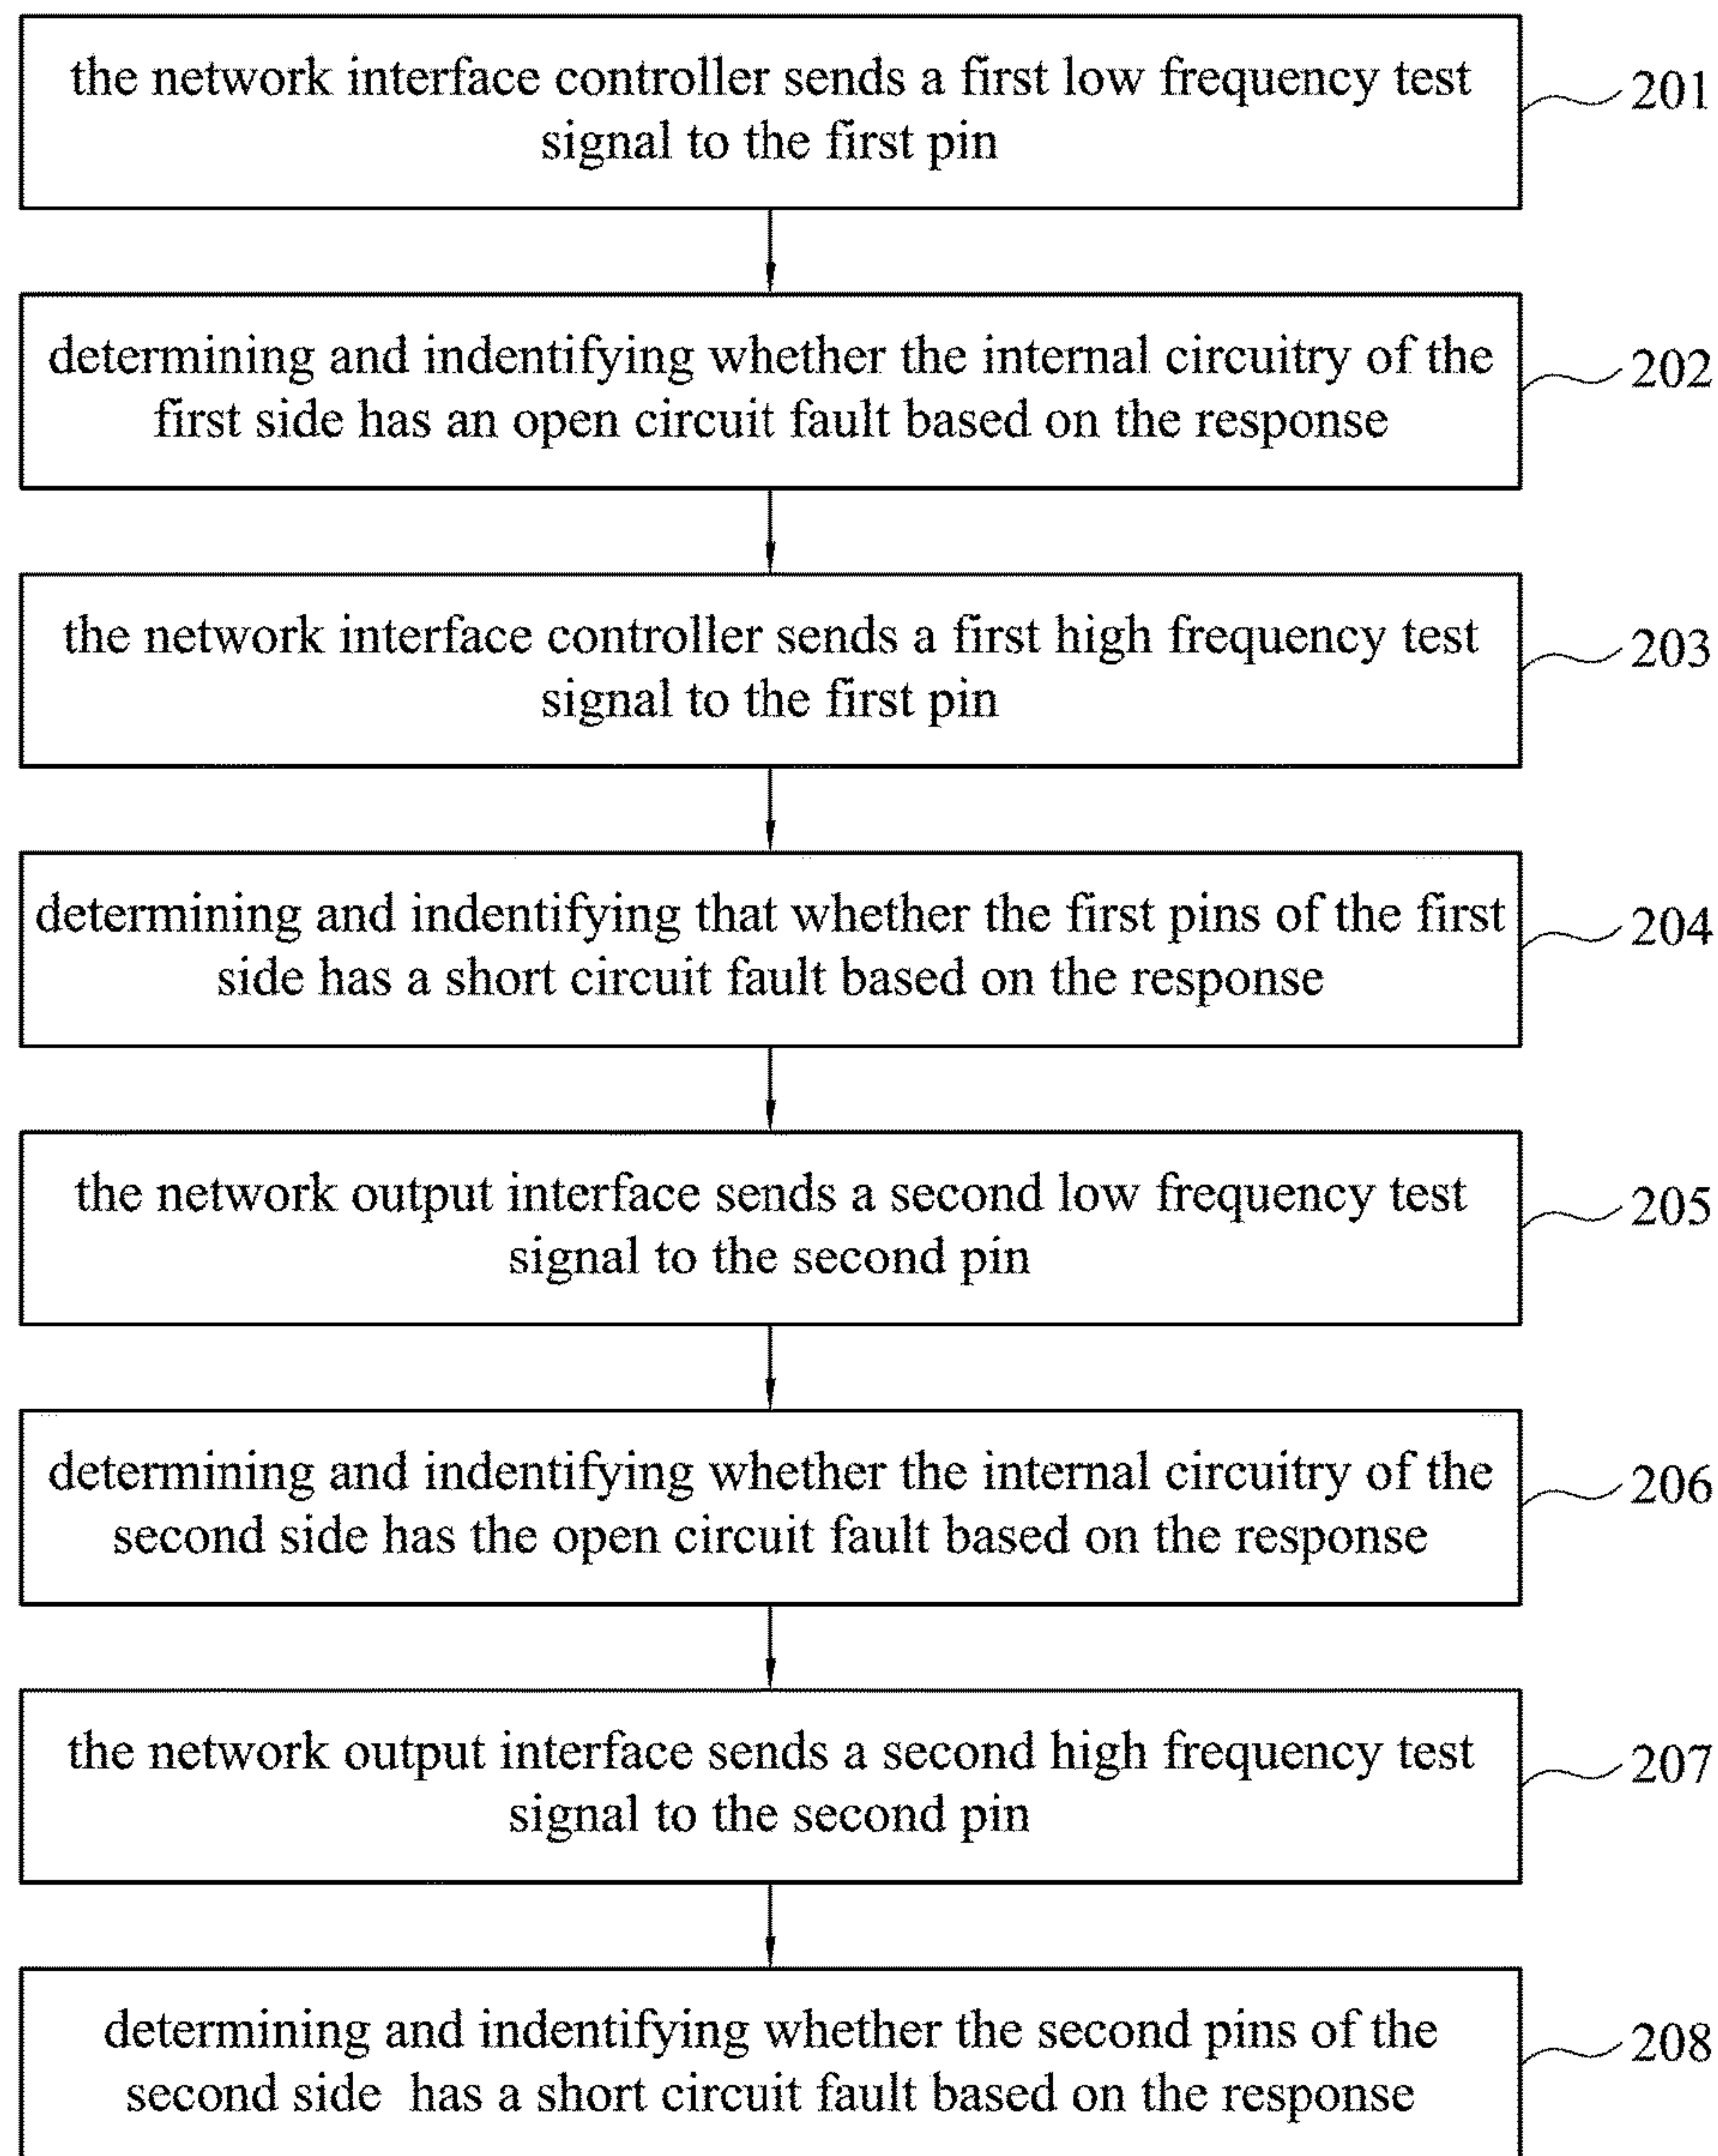 the network interface controller sends a first low frequency test
signal to the first pin
201
determining and indentifying whether the internal circuitry of the
first side has an open circuit fault based on the response
202
the network interface controller sends a first high frequency test
signal to the first pin
203
determining and indentifying that whether the first pins of the first
side has a short circuit fault based on the response
204
the network output interface sends a second low frequency test
signal to the second pin
205
determining and indentifying whether the internal circuitry of the
second side has the open circuit fault based on the response
206
the network output interface sends a second high frequency test
signal to the second pin
207
determining and indentifying whether the second pins of the
second side has a short circuit fault based on the response
208